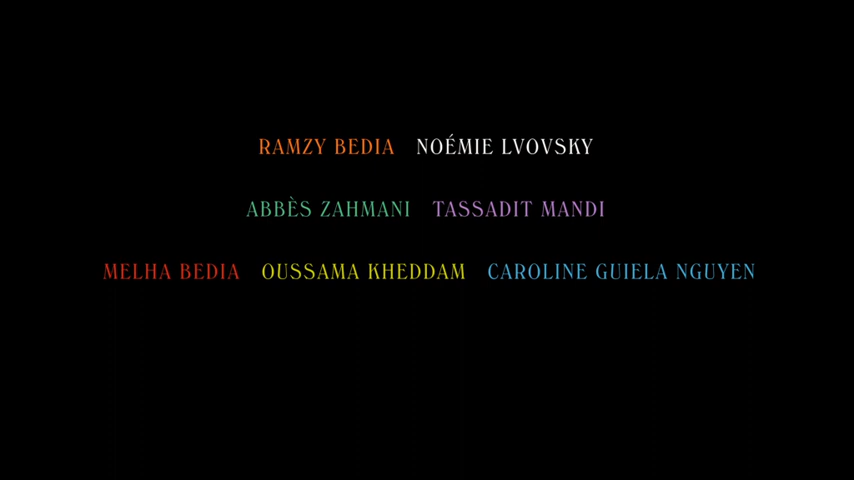 RAMZY BEDIA NOÉMIE LVOVSKY
ABBÈS ZAHMANI TASSADIT MANDI
MELHA BEDIA OUSSAMA KHEDDAM CAROLINE GUIELA NGUYEN